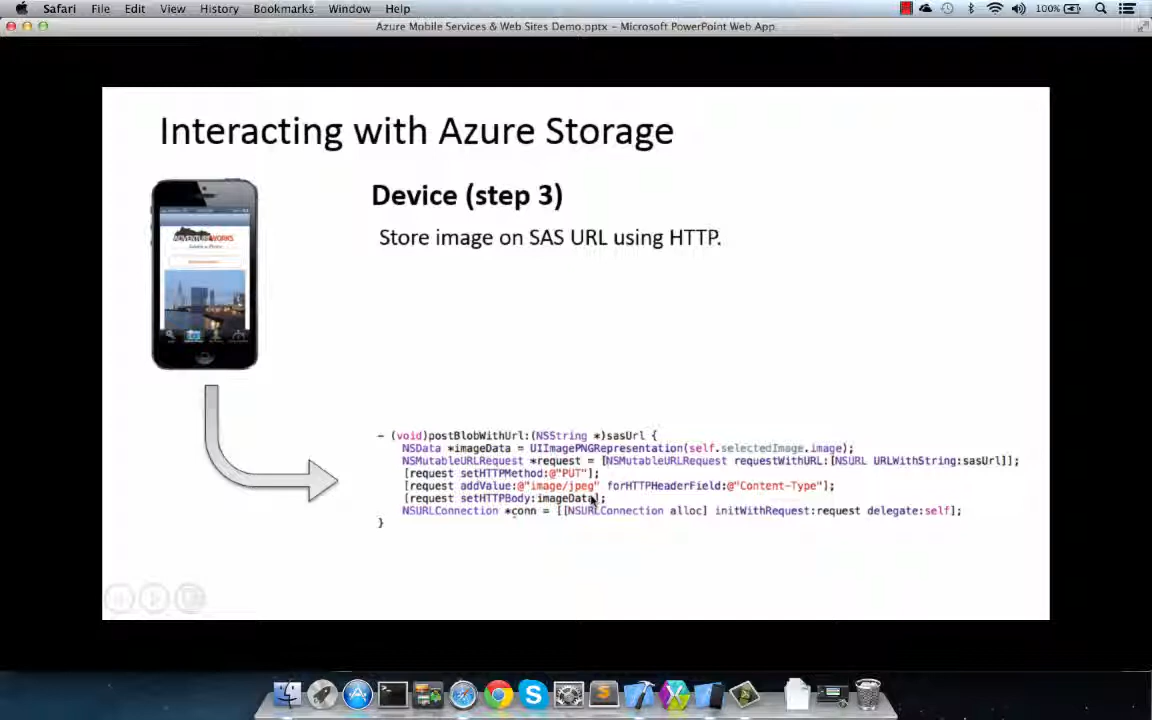 Safari File Edit View History Bookmarks Window Help 100%
Azure Mobile Services & Web Sites Demo.pptx – Microsoft PowerPoint Web App
Interacting with Azure Storage
ADVENTURE WORKS
Device (step 3)
Store image on SAS URL using HTTP.
- (void)postBlobWithUrl:(NSString *)sasUrl {
NSData *imageData = UIImagePNGRepresentation(self.selectedImage.image);
NSMutableURLRequest *request = [NSMutableURLRequest requestWithURL:[NSURL URLWithString:sasUrl]];
[request setHTTPMethod:@"PUT"];
[request addValue:@"image/jpeg" forHTTPHeaderField:@"Content-Type"];
[request setHTTPBody:imageData];
NSURLConnection *conn = [[NSURLConnection alloc] initWithRequest:request delegate:self];
}